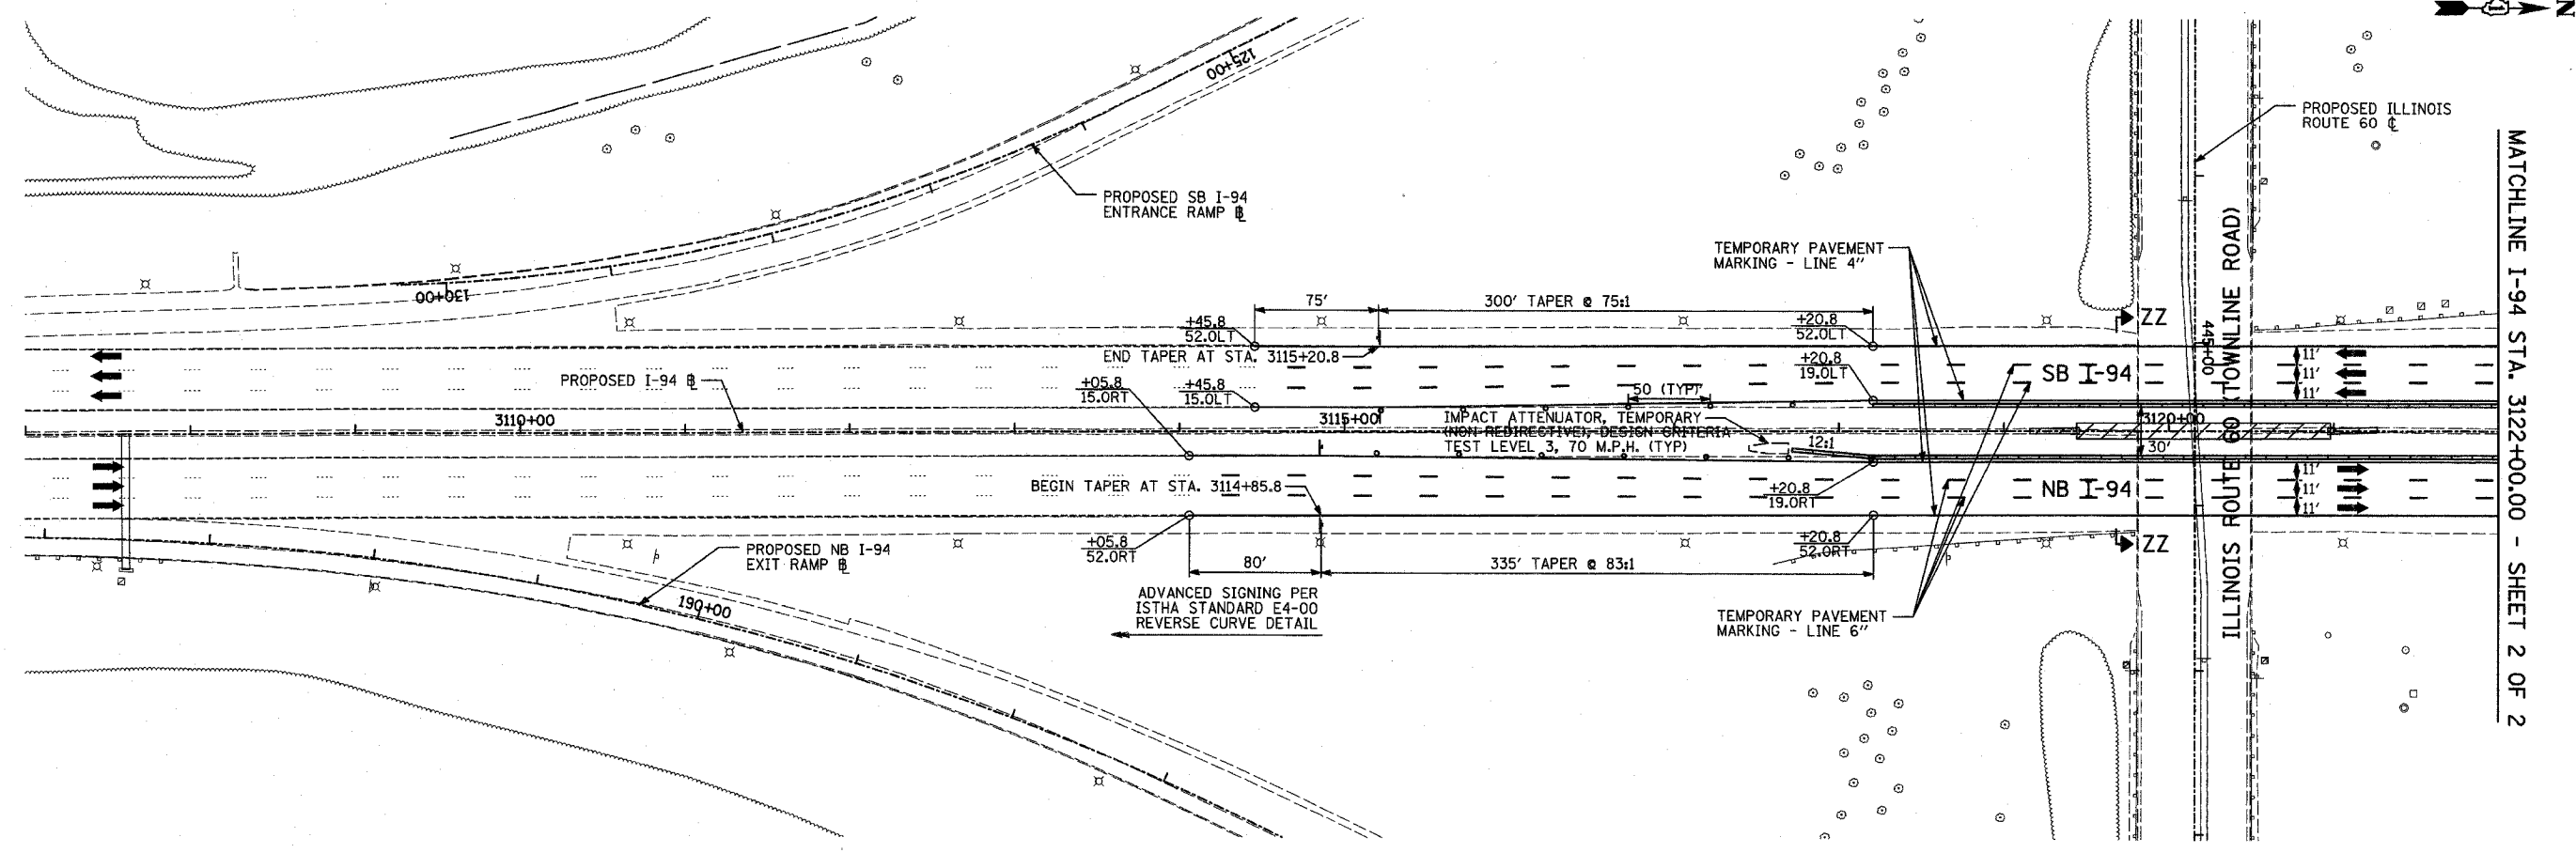 N
125+00
PROPOSED ILLINOIS
ROUTE 60 ℄
PROPOSED SB I-94
ENTRANCE RAMP ⅊
130+00
TEMPORARY PAVEMENT
MARKING - LINE 4"
75'
300' TAPER @ 75:1
+45.8
52.0LT
+20.8
52.0LT
ZZ
445+00
END TAPER AT STA. 3115+20.8
+20.8
19.0LT
PROPOSED I-94 ⅊
+05.8
15.0RT
+45.8
15.0LT
50 (TYP)
SB I-94
11'
11'
11'
3110+00
3115+00
IMPACT ATTENUATOR, TEMPORARY
(NON-REDIRECTIVE), DESIGN CRITERIA
TEST LEVEL 3, 70 M.P.H. (TYP)
12:1
3120+00
30'
BEGIN TAPER AT STA. 3114+85.8
+20.8
19.0RT
NB I-94
11'
11'
11'
PROPOSED NB I-94
EXIT RAMP ⅊
+05.8
52.0RT
+20.8
52.0RT
ZZ
80'
335' TAPER @ 83:1
190+00
ADVANCED SIGNING PER
ISTHA STANDARD E4-00
REVERSE CURVE DETAIL
TEMPORARY PAVEMENT
MARKING - LINE 6"
ILLINOIS ROUTE 60 (TOWNLINE ROAD)
MATCHLINE I-94 STA. 3122+00.00 - SHEET 2 OF 2